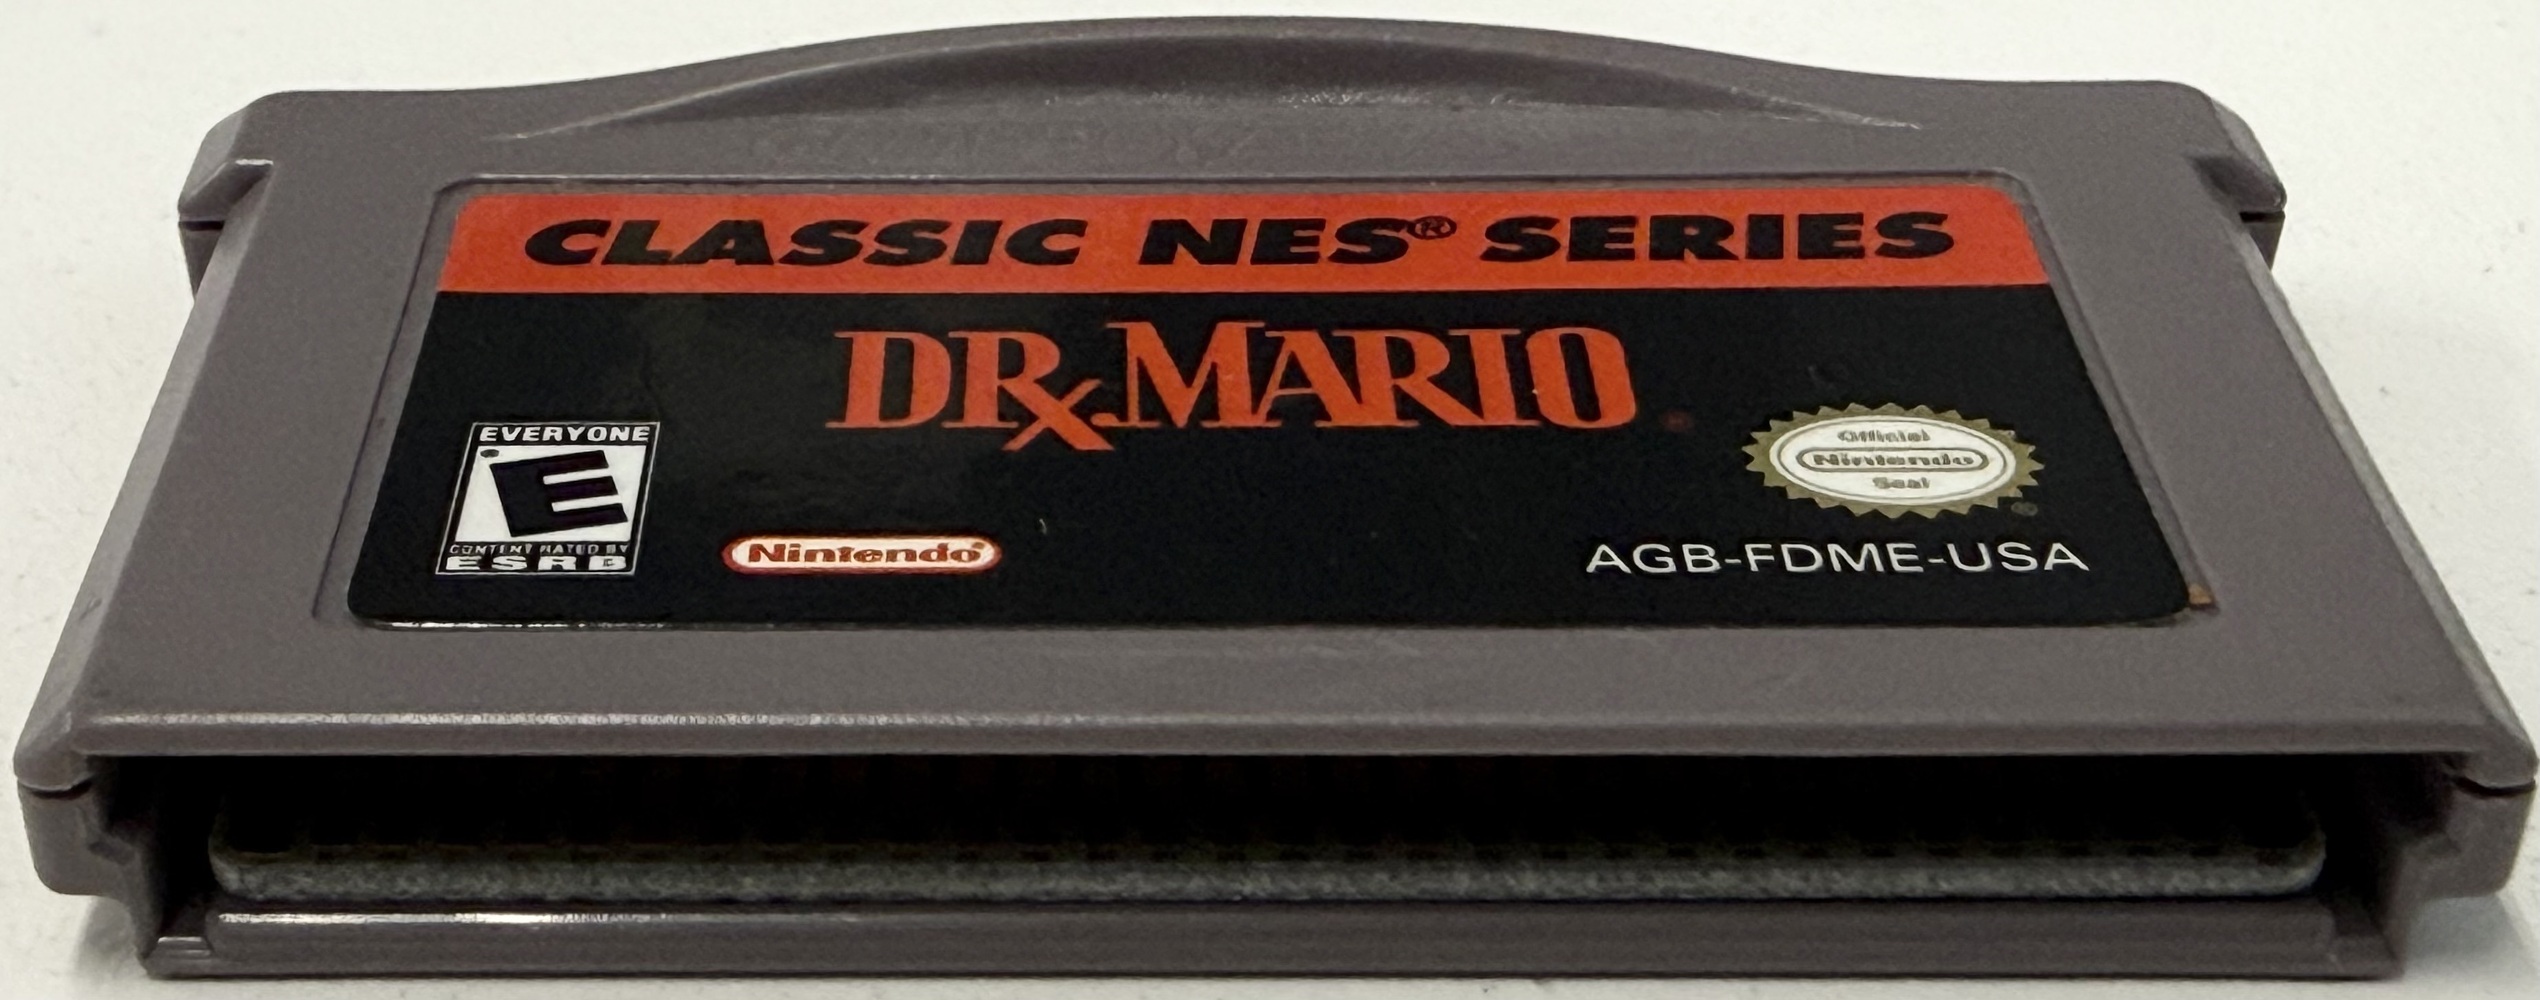 CLASSIC NES® SERIES
DR. MARIO
EVERYONE
E
CONTENT RATED BY
ESRB
Nintendo®
Official
Nintendo
Seal
AGB-FDME-USA